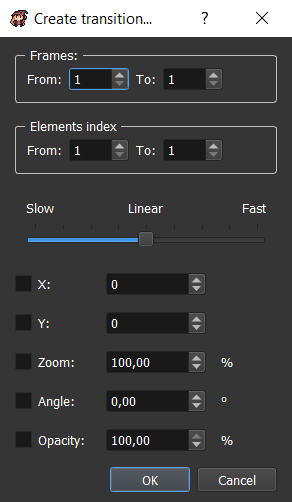 Create transition... ?
Frames:
From: 1 To: 1
Elements index
From: 1 To: 1
Slow Linear Fast
X: 0
Y: 0
Zoom: 100,00 %
Angle: 0,00 º
Opacity: 100,00 %
OK Cancel